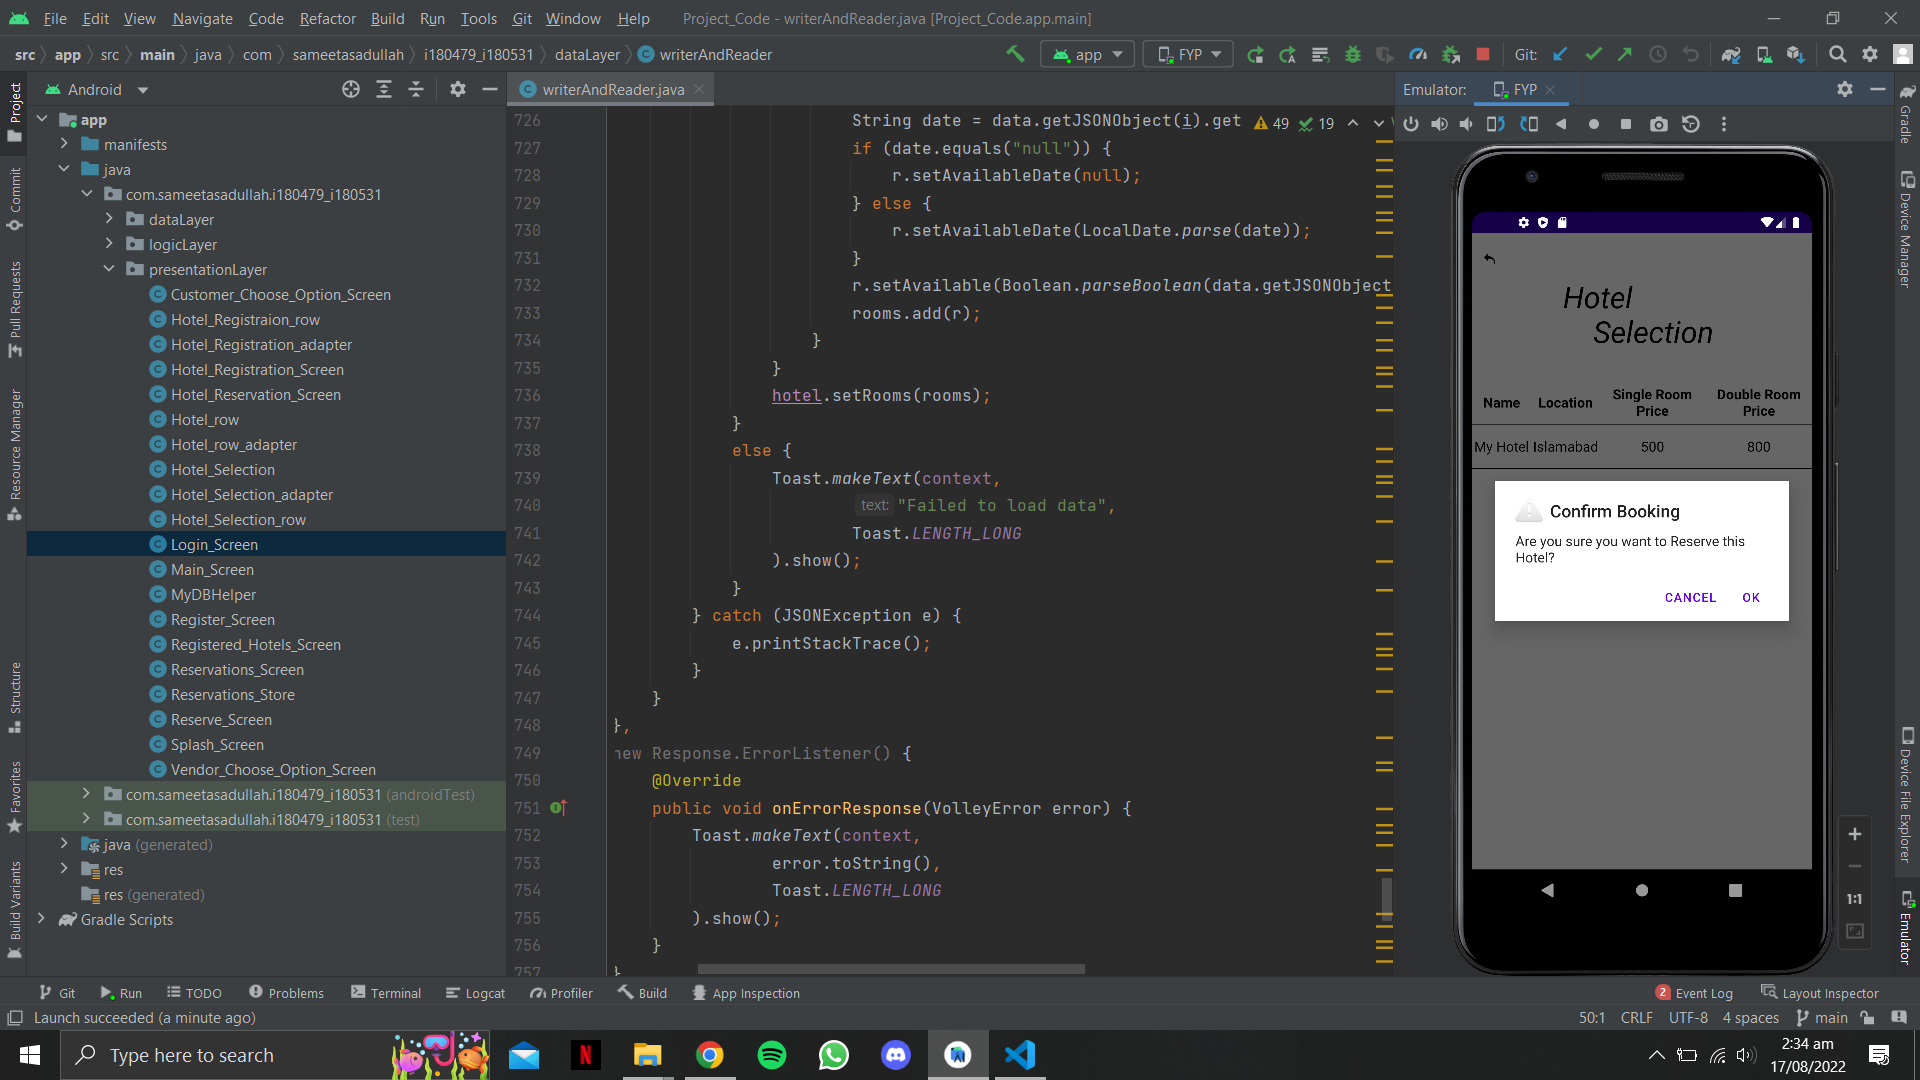 File Edit View Navigate Code Refactor Build Run Tools Git Window Help Project_Code - writerAndReader.java [Project_Code.app.main]
src app src main java com sameetasadullah i180479_i180531 dataLayer writerAndReader app FYP Git:
Project
Commit
Pull Requests
Resource Manager
Structure
Favorites
Build Variants
Android
app
manifests
java
com.sameetasadullah.i180479_i180531
dataLayer
logicLayer
presentationLayer
Customer_Choose_Option_Screen
Hotel_Registraion_row
Hotel_Registration_adapter
Hotel_Registration_Screen
Hotel_Reservation_Screen
Hotel_row
Hotel_row_adapter
Hotel_Selection
Hotel_Selection_adapter
Hotel_Selection_row
Login_Screen
Main_Screen
MyDBHelper
Register_Screen
Registered_Hotels_Screen
Reservations_Screen
Reservations_Store
Reserve_Screen
Splash_Screen
Vendor_Choose_Option_Screen
com.sameetasadullah.i180479_i180531 (androidTest)
com.sameetasadullah.i180479_i180531 (test)
java (generated)
res
res (generated)
Gradle Scripts
writerAndReader.java
49 19
726 String date = data.getJSONObject(i).get
727 if (date.equals("null")) {
728 r.setAvailableDate(null);
729 } else {
730 r.setAvailableDate(LocalDate.parse(date));
731 }
732 r.setAvailable(Boolean.parseBoolean(data.getJSONObject
733 rooms.add(r);
734 }
735 }
736 hotel.setRooms(rooms);
737 }
738 else {
739 Toast.makeText(context,
740 text: "Failed to load data",
741 Toast.LENGTH_LONG
742 ).show();
743 }
744 } catch (JSONException e) {
745 e.printStackTrace();
746 }
747 }
748 },
749 new Response.ErrorListener() {
750 @Override
751 public void onErrorResponse(VolleyError error) {
752 Toast.makeText(context,
753 error.toString(),
754 Toast.LENGTH_LONG
755 ).show();
756 }
757 }
Emulator: FYP
Hotel
Selection
Name Location Single Room Price Double Room Price
My Hotel Islamabad 500 800
Confirm Booking
Are you sure you want to Reserve this
Hotel?
CANCEL OK
1:1
Gradle
Device Manager
Device File Explorer
Emulator
Git Run TODO Problems Terminal Logcat Profiler Build App Inspection 2 Event Log Layout Inspector
Launch succeeded (a minute ago) 50:1 CRLF UTF-8 4 spaces main
Type here to search
2:34 am
17/08/2022